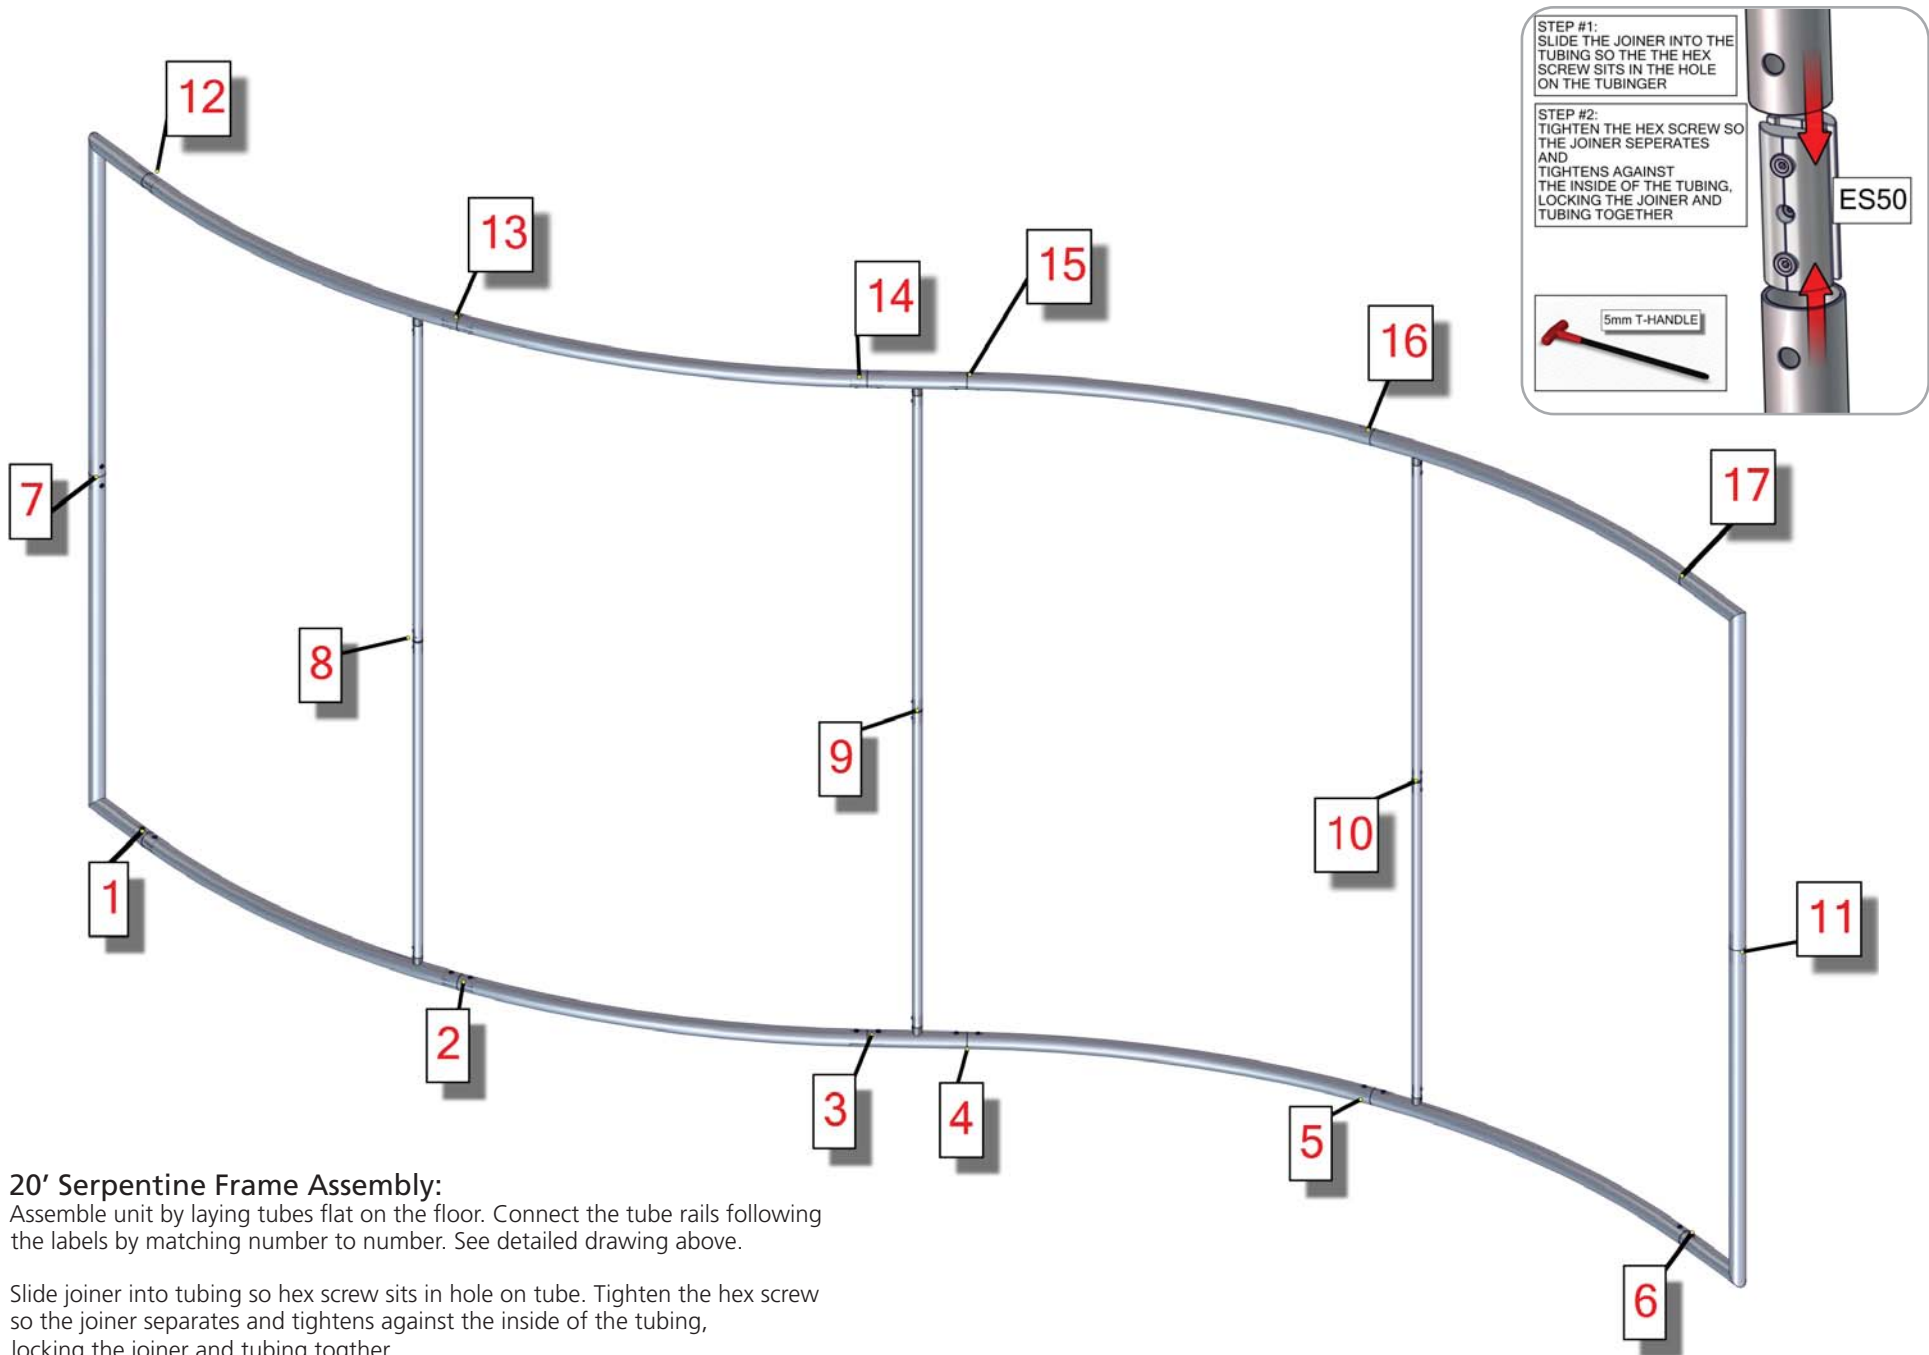 STEP #1:
SLIDE THE JOINER INTO THE
TUBING SO THE THE HEX
SCREW SITS IN THE HOLE
ON THE TUBINGER
STEP #2:
TIGHTEN THE HEX SCREW SO
THE JOINER SEPERATES
AND
TIGHTENS AGAINST
THE INSIDE OF THE TUBING,
LOCKING THE JOINER AND
TUBING TOGETHER
ES50
5mm T-HANDLE
12
13
14
15
16
17
7
8
9
10
11
1
2
3
4
5
6
20’ Serpentine Frame Assembly:
Assemble unit by laying tubes flat on the floor. Connect the tube rails following
the labels by matching number to number. See detailed drawing above.
Slide joiner into tubing so hex screw sits in hole on tube. Tighten the hex screw
so the joiner separates and tightens against the inside of the tubing,
locking the joiner and tubing togther